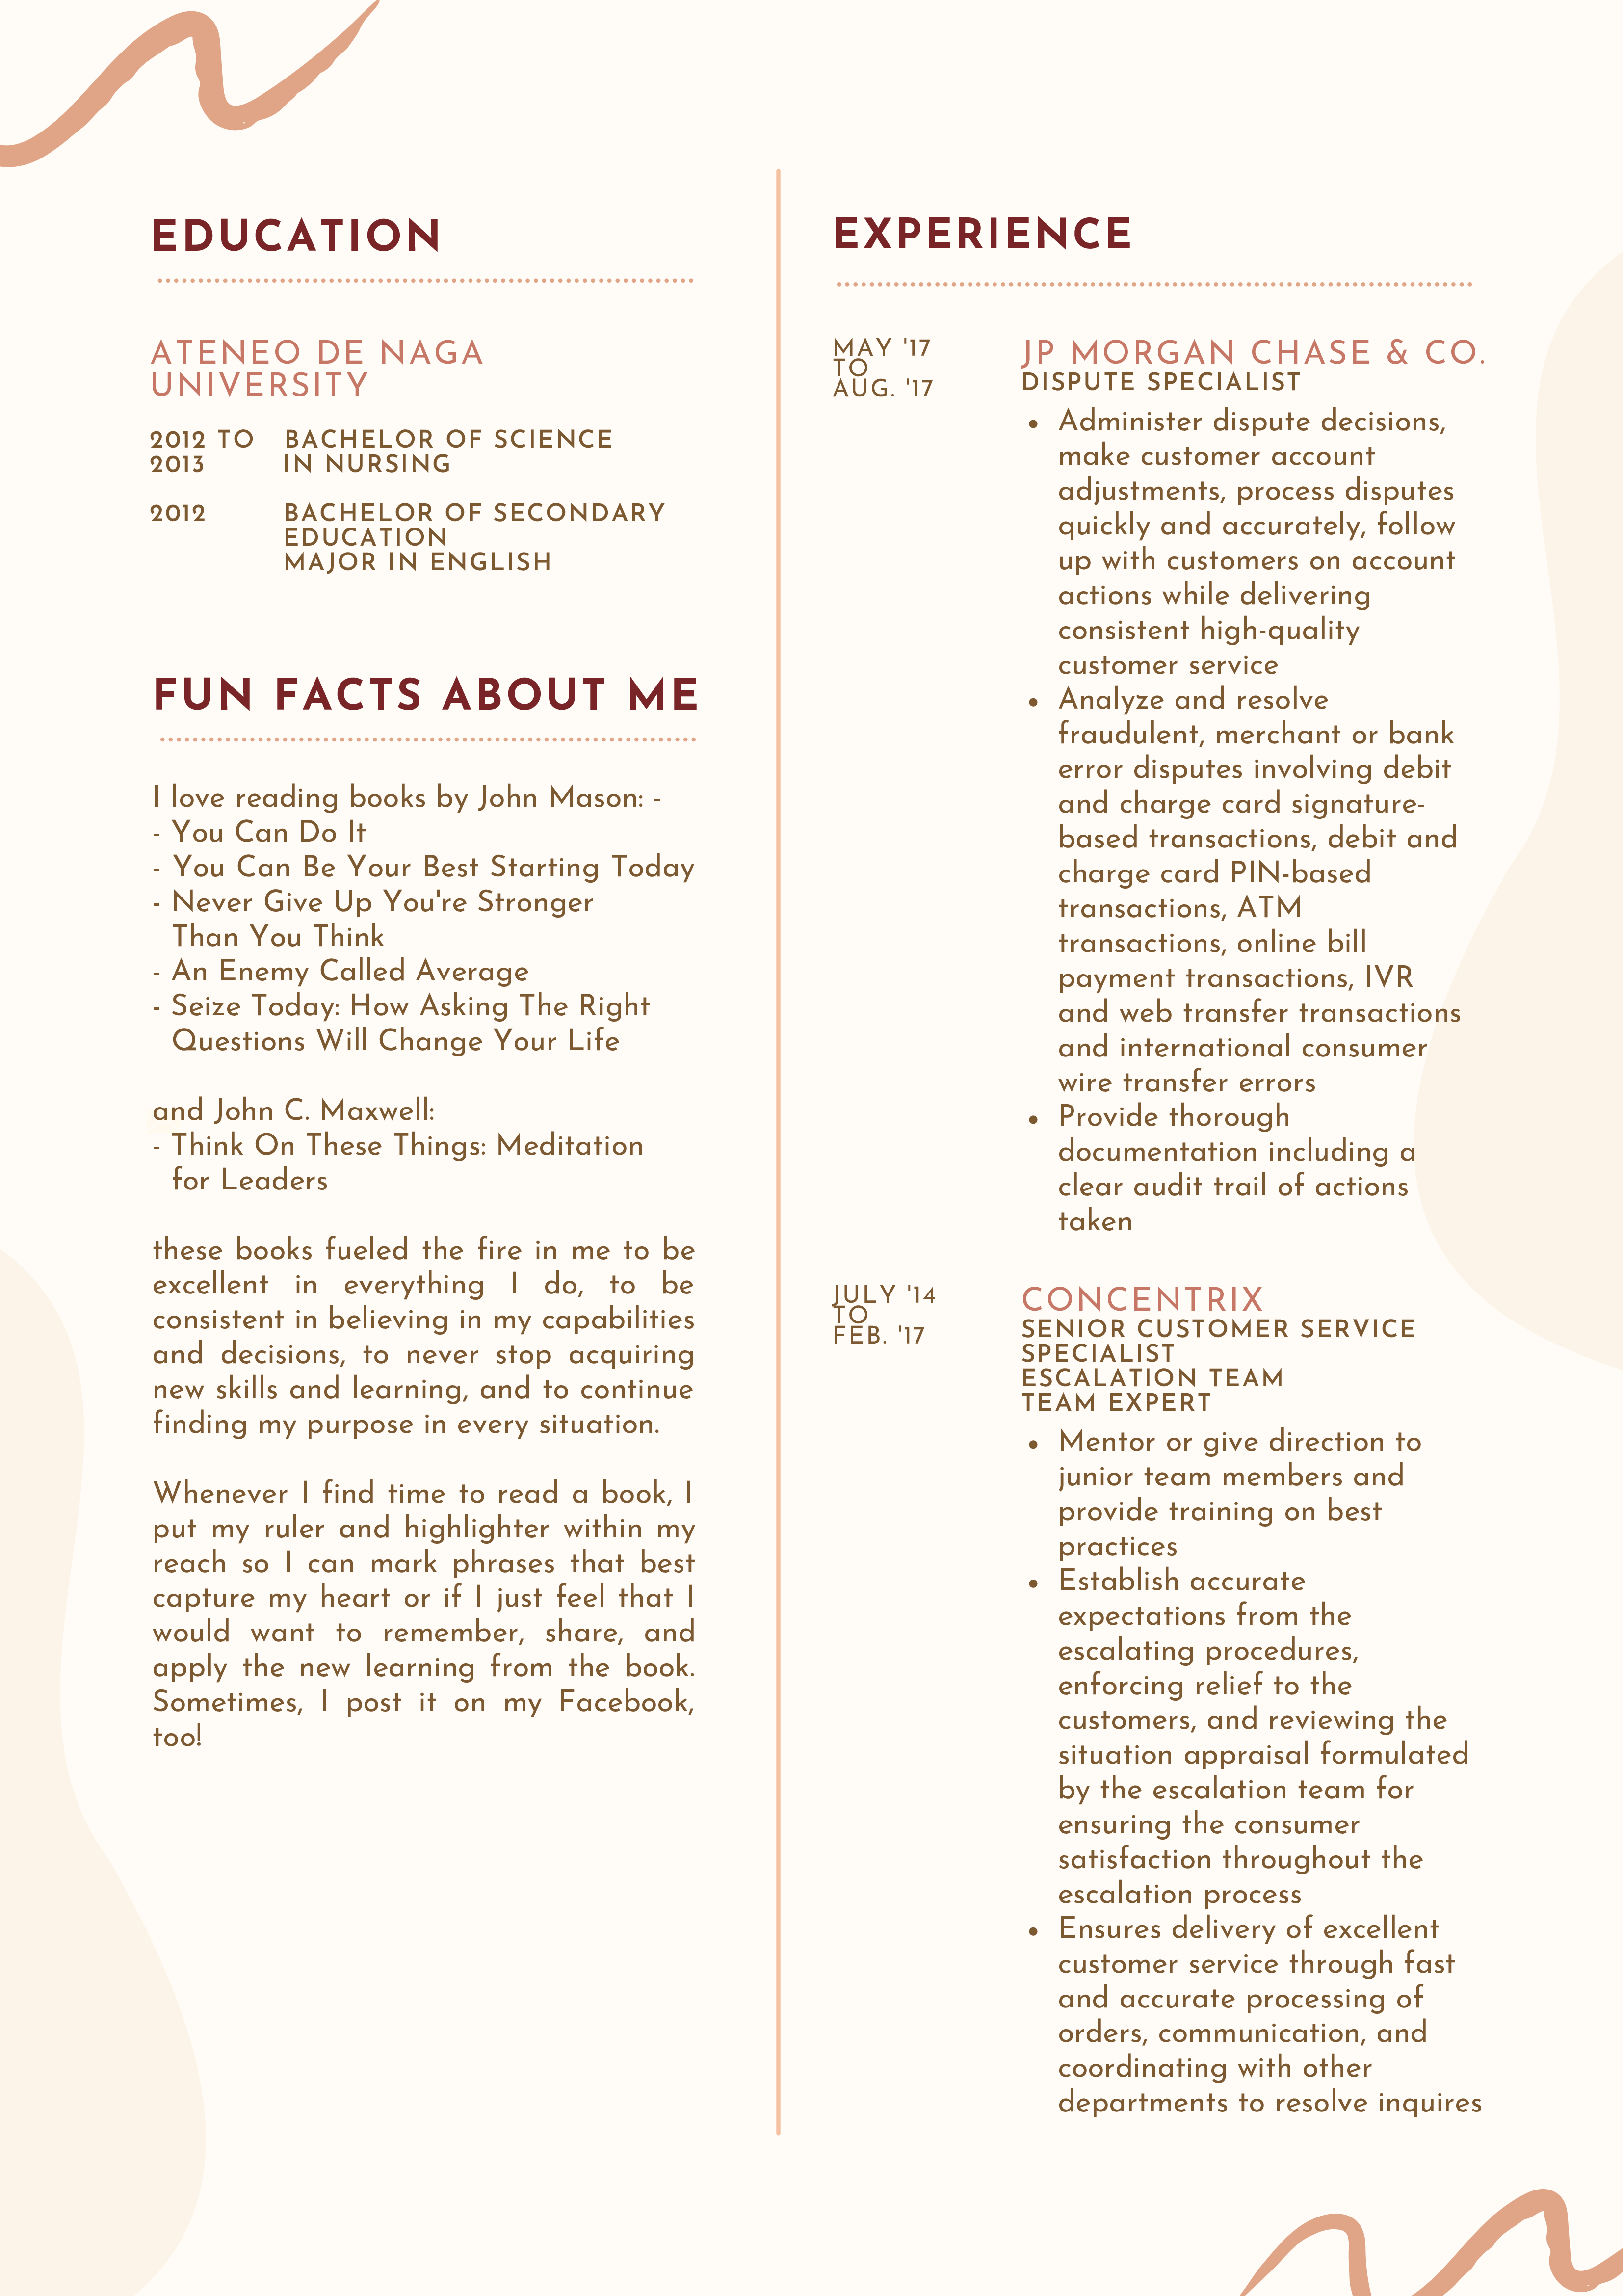 EDUCATION
ATENEO DE NAGA
UNIVERSITY
2012 TO BACHELOR OF SCIENCE
2013 IN NURSING
2012 BACHELOR OF SECONDARY
EDUCATION
MAJOR IN ENGLISH
FUN FACTS ABOUT ME
I love reading books by John Mason: -
- You Can Do It
- You Can Be Your Best Starting Today
- Never Give Up You're Stronger
Than You Think
- An Enemy Called Average
- Seize Today: How Asking The Right
Questions Will Change Your Life
and John C. Maxwell:
- Think On These Things: Meditation
for Leaders
these books fueled the fire in me to be
excellent in everything I do, to be
consistent in believing in my capabilities
and decisions, to never stop acquiring
new skills and learning, and to continue
finding my purpose in every situation.
Whenever I find time to read a book, I
put my ruler and highlighter within my
reach so I can mark phrases that best
capture my heart or if I just feel that I
would want to remember, share, and
apply the new learning from the book.
Sometimes, I post it on my Facebook,
too!
EXPERIENCE
MAY '17
TO
AUG. '17
JP MORGAN CHASE & CO.
DISPUTE SPECIALIST
• Administer dispute decisions,
make customer account
adjustments, process disputes
quickly and accurately, follow
up with customers on account
actions while delivering
consistent high-quality
customer service
• Analyze and resolve
fraudulent, merchant or bank
error disputes involving debit
and charge card signature-
based transactions, debit and
charge card PIN-based
transactions, ATM
transactions, online bill
payment transactions, IVR
and web transfer transactions
and international consumer
wire transfer errors
• Provide thorough
documentation including a
clear audit trail of actions
taken
JULY '14
TO
FEB. '17
CONCENTRIX
SENIOR CUSTOMER SERVICE
SPECIALIST
ESCALATION TEAM
TEAM EXPERT
• Mentor or give direction to
junior team members and
provide training on best
practices
• Establish accurate
expectations from the
escalating procedures,
enforcing relief to the
customers, and reviewing the
situation appraisal formulated
by the escalation team for
ensuring the consumer
satisfaction throughout the
escalation process
• Ensures delivery of excellent
customer service through fast
and accurate processing of
orders, communication, and
coordinating with other
departments to resolve inquires